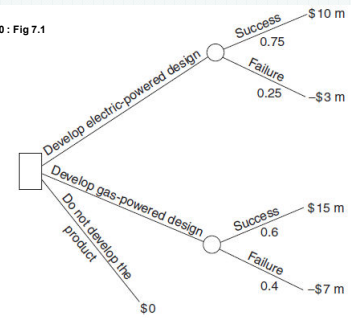 0 : Fig 7.1
$10 m
Success
0.75
Failure
0.25
–$3 m
Develop electric-powered design
Develop gas-powered design
Do not develop the
product
$15 m
Success
0.6
Failure
0.4
–$7 m
$0